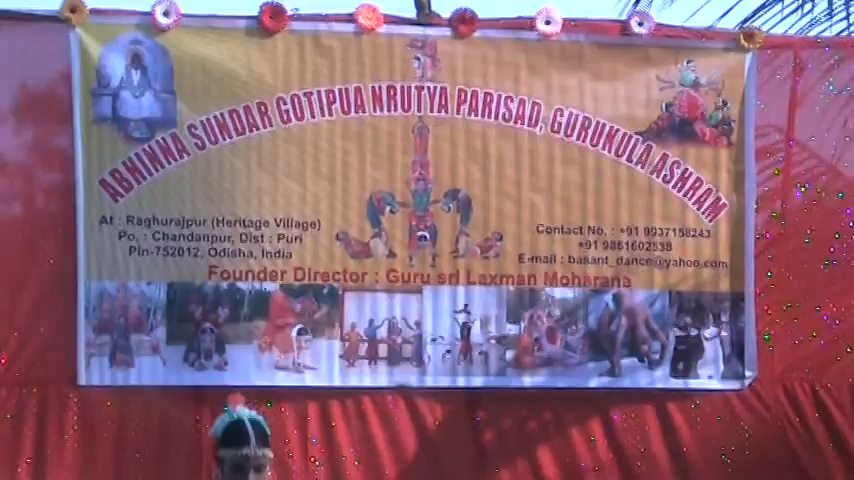 ABHINNA SUNDAR GOTIPUA NRUTYA PARISAD, GURUKULA ASHRAM
At : Raghurajpur (Heritage Village)
Po. : Chandanpur, Dist : Puri
Pin-752012, Odisha, India
Contact No. : +91 9937158243
+91 9861602538
E-mail : basant_dance@yahoo.com
Founder Director : Guru sri Laxman Moharana